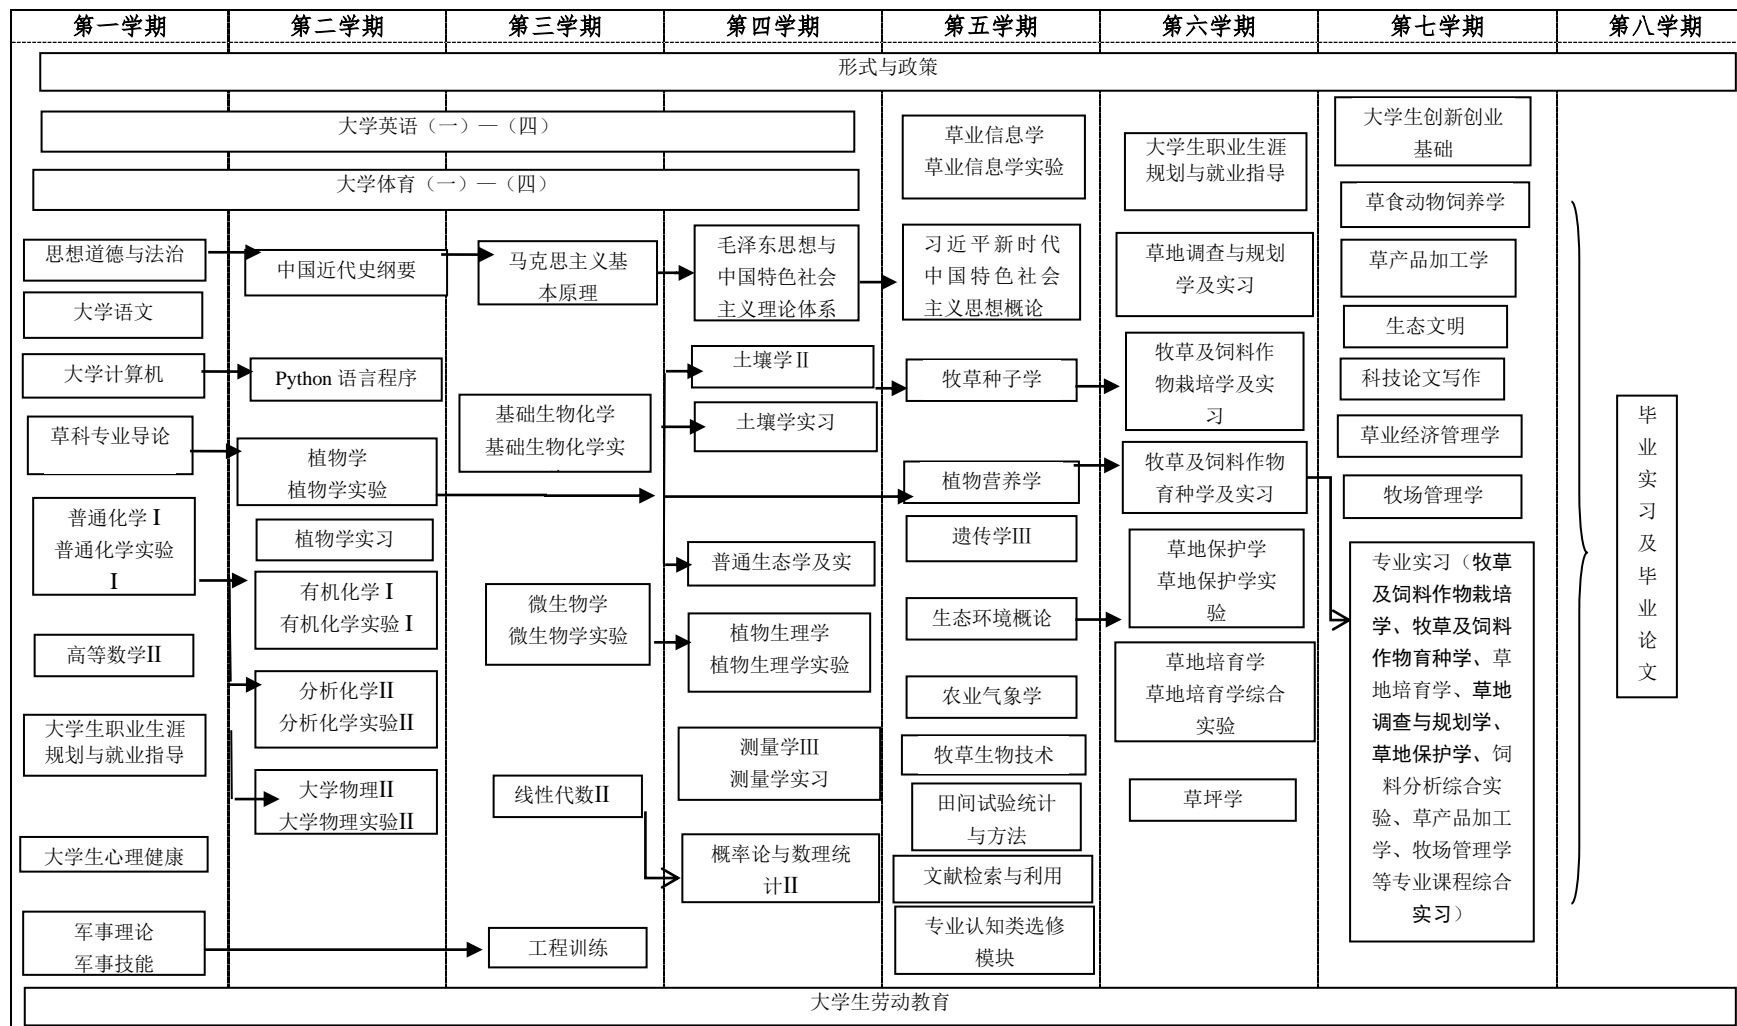 第一学期
第二学期
第三学期
第四学期
第五学期
第六学期
第七学期
第八学期
形式与政策
大学英语（一）—（四）
大学体育（一）—（四）
思想道德与法治
大学语文
大学计算机
草科专业导论
普通化学 I
普通化学实验
I
高等数学II
大学生职业生涯
规划与就业指导
大学生心理健康
军事理论
军事技能
中国近代史纲要
Python 语言程序
植物学
植物学实验
植物学实习
有机化学 I
有机化学实验 I
分析化学II
分析化学实验II
大学物理II
大学物理实验II
马克思主义基
本原理
基础生物化学
基础生物化学实
微生物学
微生物学实验
线性代数II
工程训练
毛泽东思想与
中国特色社会
主义理论体系
土壤学Ⅱ
土壤学实习
普通生态学及实
植物生理学
植物生理学实验
测量学Ⅲ
测量学实习
概率论与数理统
计II
草业信息学
草业信息学实验
习近平新时代
中国特色社会
主义思想概论
牧草种子学
植物营养学
遗传学Ⅲ
生态环境概论
农业气象学
牧草生物技术
田间试验统计
与方法
文献检索与利用
专业认知类选修
模块
大学生职业生涯
规划与就业指导
草地调查与规划
学及实习
牧草及饲料作
物栽培学及实
习
牧草及饲料作物
育种学及实习
草地保护学
草地保护学实
验
草地培育学
草地培育学综合
实验
草坪学
大学生创新创业
基础
草食动物饲养学
草产品加工学
生态文明
科技论文写作
草业经济管理学
牧场管理学
专业实习（牧草
及饲料作物栽培
学、牧草及饲料
作物育种学、草
地培育学、草地
调查与规划学、
草地保护学、饲
料分析综合实
验、草产品加工
学、牧场管理学
等专业课程综合
实习）
毕
业
实
习
及
毕
业
论
文
大学生劳动教育